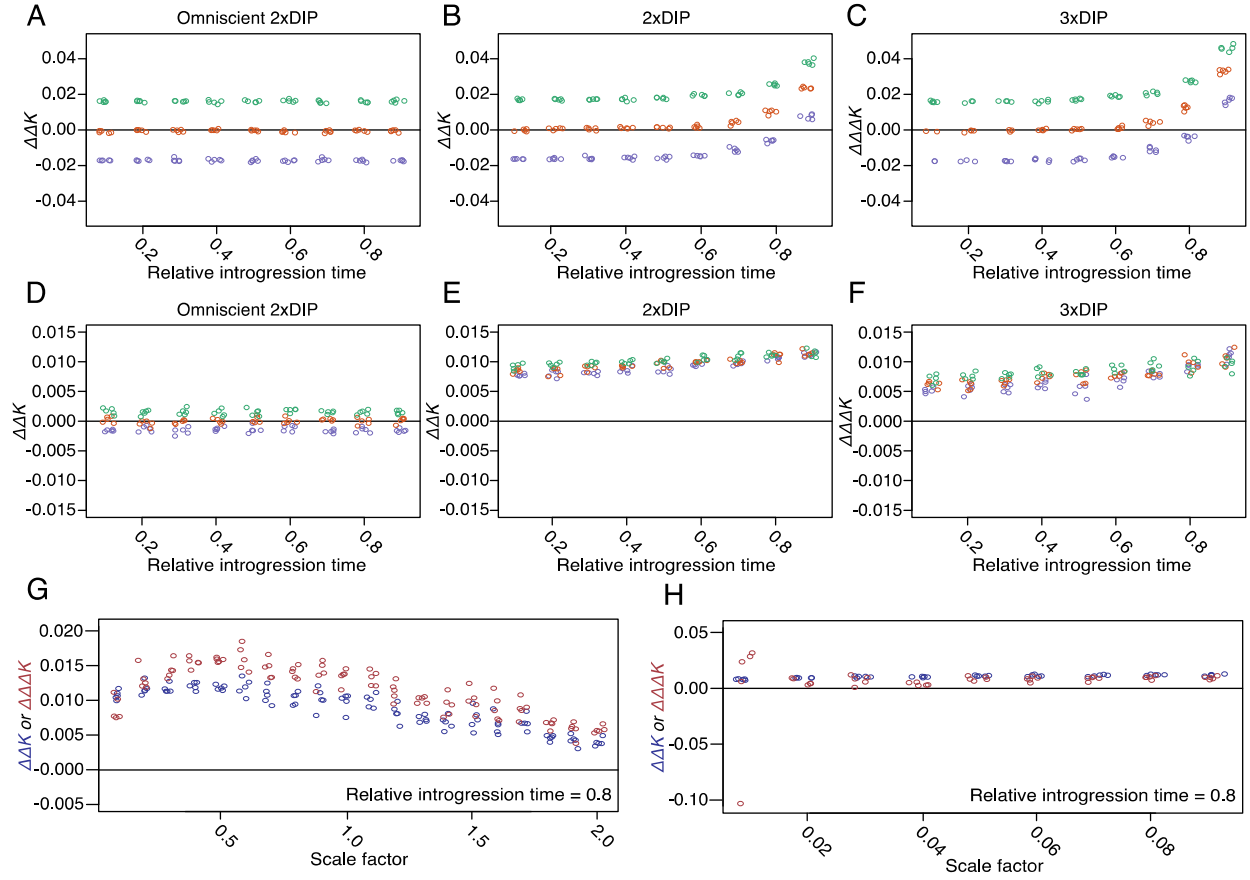 A Omniscient 2xDIP
B 2xDIP
C 3xDIP
ΔΔK
0.04
0.02
0.00
-0.02
-0.04
0.2 0.4 0.6 0.8
Relative introgression time
ΔΔK
0.04
0.02
0.00
-0.02
-0.04
0.2 0.4 0.6 0.8
Relative introgression time
ΔΔΔK
0.04
0.02
0.00
-0.02
-0.04
0.2 0.4 0.6 0.8
Relative introgression time
D Omniscient 2xDIP
E 2xDIP
F 3xDIP
ΔΔK
0.015
0.010
0.005
0.000
-0.005
-0.010
-0.015
0.2 0.4 0.6 0.8
Relative introgression time
ΔΔK
0.015
0.010
0.005
0.000
-0.005
-0.010
-0.015
0.2 0.4 0.6 0.8
Relative introgression time
ΔΔΔK
0.015
0.010
0.005
0.000
-0.005
-0.010
-0.015
0.2 0.4 0.6 0.8
Relative introgression time
G
ΔΔK or ΔΔΔK
0.020
0.015
0.010
0.005
-0.000
-0.005
Relative introgression time = 0.8
0.5 1.0 1.5 2.0
Scale factor
H
ΔΔK or ΔΔΔK
0.05
0.00
-0.05
-0.10
Relative introgression time = 0.8
0.02 0.04 0.06 0.08
Scale factor